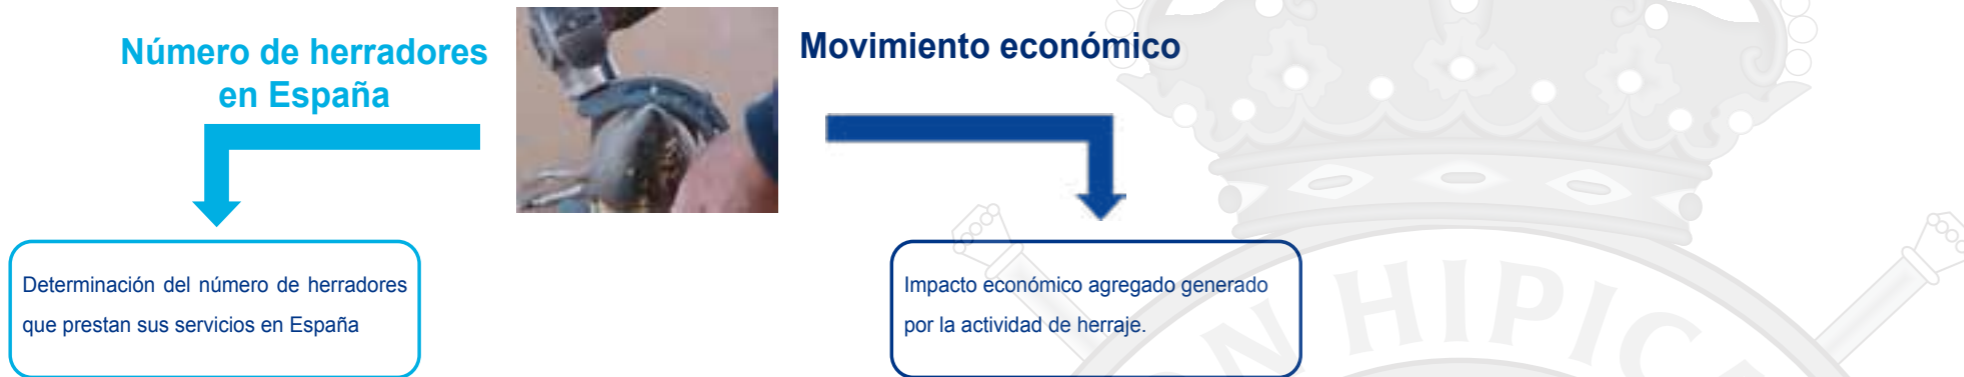 Número de herradores
en España
Movimiento económico
Determinación del número de herradores
que prestan sus servicios en España
Impacto económico agregado generado
por la actividad de herraje.
HIPIC